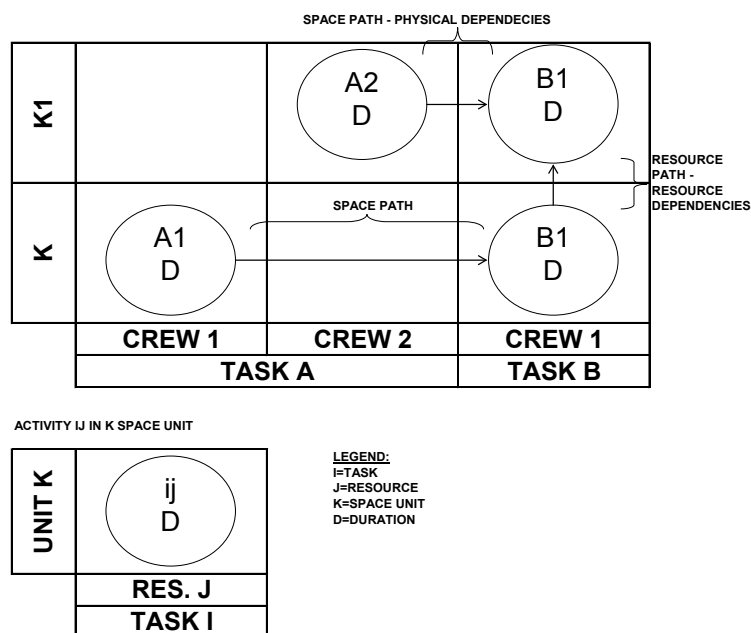 SPACE PATH - PHYSICAL DEPENDECIES
K1
A2
D
B1
D
RESOURCE
PATH -
RESOURCE
DEPENDENCIES
K
A1
D
SPACE PATH
B1
D
CREW 1
CREW 2
CREW 1
TASK A
TASK B
ACTIVITY IJ IN K SPACE UNIT
UNIT K
ij
D
RES. J
TASK I
LEGEND:
I=TASK
J=RESOURCE
K=SPACE UNIT
D=DURATION